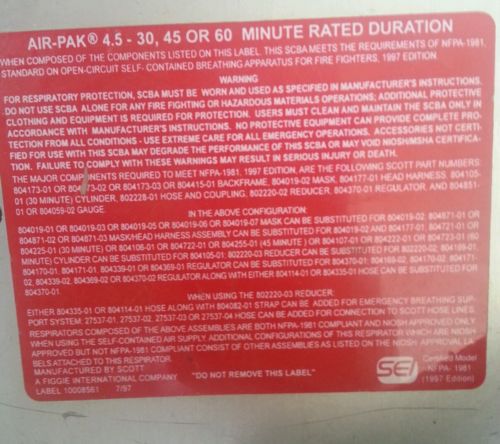 AIR-PAK® 4.5 - 30, 45 OR 60 MINUTE RATED DURATION
WHEN COMPOSED OF THE COMPONENTS LISTED ON THIS LABEL, THIS SCBA MEETS THE REQUIREMENTS OF NFPA-1981,
STANDARD ON OPEN-CIRCUIT SELF- CONTAINED BREATHING APPARATUS FOR FIRE FIGHTERS, 1997 EDITION.
WARNING
FOR RESPIRATORY PROTECTION, SCBA MUST BE WORN AND USED AS SPECIFIED IN MANUFACTURER'S INSTRUCTIONS.
DO NOT USE SCBA ALONE FOR ANY FIRE FIGHTING OR HAZARDOUS MATERIALS OPERATIONS; ADDITIONAL PROTECTIVE
CLOTHING AND EQUIPMENT IS REQUIRED FOR PROTECTION. USERS MUST CLEAN AND MAINTAIN THE SCBA ONLY IN
ACCORDANCE WITH MANUFACTURER'S INSTRUCTIONS. NO PROTECTIVE EQUIPMENT CAN PROVIDE COMPLETE PRO-
TECTION FROM ALL CONDITIONS - USE EXTREME CARE FOR ALL EMERGENCY OPERATIONS. ACCESSORIES NOT CERTI-
FIED FOR USE WITH THIS SCBA MAY DEGRADE THE PERFORMANCE OF THIS SCBA OR MAY VOID NIOSH/MSHA CERTIFICA-
TION. FAILURE TO COMPLY WITH THESE WARNINGS MAY RESULT IN SERIOUS INJURY OR DEATH.
THE MAJOR COMPONENTS REQUIRED TO MEET NFPA-1981, 1997 EDITION, ARE THE FOLLOWING SCOTT PART NUMBERS:
804173-01 OR 804173-02 OR 804173-03 OR 804415-01 BACKFRAME, 804019-02 MASK, 804177-01 HEAD HARNESS, 804105-
01 (30 MINUTE) CYLINDER, 802228-01 HOSE AND COUPLING, 802220-02 REDUCER, 804370-01 REGULATOR, AND 804851-
01 OR 804059-02 GAUGE.
IN THE ABOVE CONFIGURATION:
804019-01 OR 804019-03 OR 804019-05 OR 804019-06 OR 804019-07 MASK CAN BE SUBSTITUTED FOR 804019-02; 804871-01 OR
804871-02 OR 804871-03 MASK/HEAD HARNESS ASSEMBLY CAN BE SUBSTITUTED FOR 804019-02 AND 804177-01; 804721-01 OR
804225-01 (30 MINUTE) OR 804106-01 OR 804722-01 OR 804255-01 (45 MINUTE) OR 804107-01 OR 804222-01 OR 804723-01 (60
MINUTE) CYLINDER CAN BE SUBSTITUTED FOR 804105-01; 802220-03 REDUCER CAN BE SUBSTITUTED FOR 802220-02; 804169-01,
804170-01, 804171-01, 804339-01 OR 804369-01 REGULATOR CAN BE SUBSTITUTED FOR 804370-01; 804169-02, 804170-02, 804171-
02, 804339-02, 804369-02 OR 804370-02 REGULATOR ALONG WITH EITHER 804114-01 OR 804335-01 HOSE CAN BE SUBSTITUTED FOR
804370-01.
WHEN USING THE 802220-03 REDUCER:
EITHER 804335-01 OR 804114-01 HOSE ALONG WITH 804082-01 STRAP CAN BE ADDED FOR EMERGENCY BREATHING SUP-
PORT SYSTEM; 27537-01, 27537-02, 27537-03 OR 27537-04 HOSE CAN BE ADDED FOR CONNECTION TO SCOTT HOSE LINES.
RESPIRATORS COMPOSED OF THE ABOVE ASSEMBLIES ARE BOTH NFPA-1981 COMPLIANT AND NIOSH APPROVED
WHEN USING THE SELF-CONTAINED AIR SUPPLY. ADDITIONAL CONFIGURATIONS OF THIS RESPIRATOR WHICH ARE NIOSH
APPROVED BUT NOT NFPA-1981 COMPLIANT CONSIST OF OTHER ASSEMBLIES AS LISTED ON THE NIOSH APPROVAL LA-
BELS ATTACHED TO THIS RESPIRATOR.
MANUFACTURED BY SCOTT
A FIGGIE INTERNATIONAL COMPANY "DO NOT REMOVE THIS LABEL"
LABEL 10008561 7/97
SEI
Certified Model
NFPA- 1981
(1997 Edition)